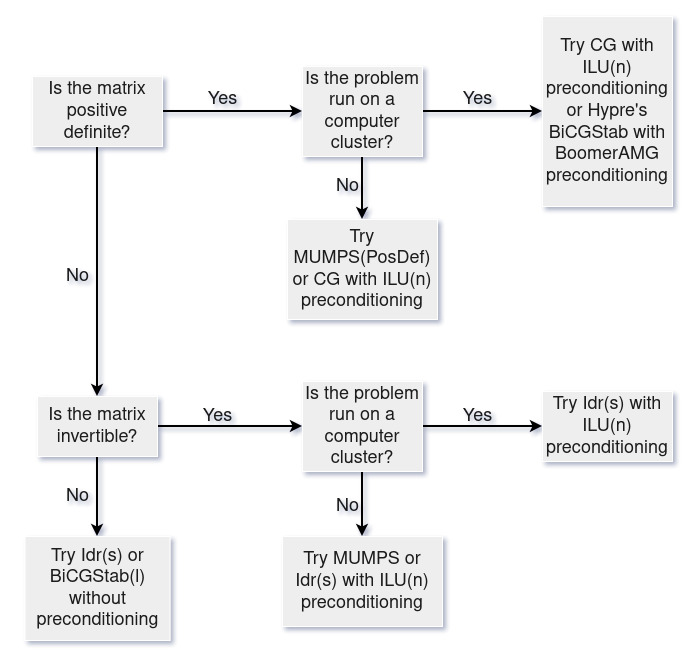 Is the matrix
positive
definite?
Yes
Is the problem
run on a
computer
cluster?
Yes
Try CG with
ILU(n)
preconditioning
or Hypre's
BiCGStab with
BoomerAMG
preconditioning
No
Try
MUMPS(PosDef)
or CG with ILU(n)
preconditioning
No
Is the matrix
invertible?
Yes
Is the problem
run on a
computer
cluster?
Yes
Try Idr(s) with
ILU(n)
preconditioning
No
Try Idr(s) or
BiCGStab(l)
without
preconditioning
No
Try MUMPS or
Idr(s) with ILU(n)
preconditioning